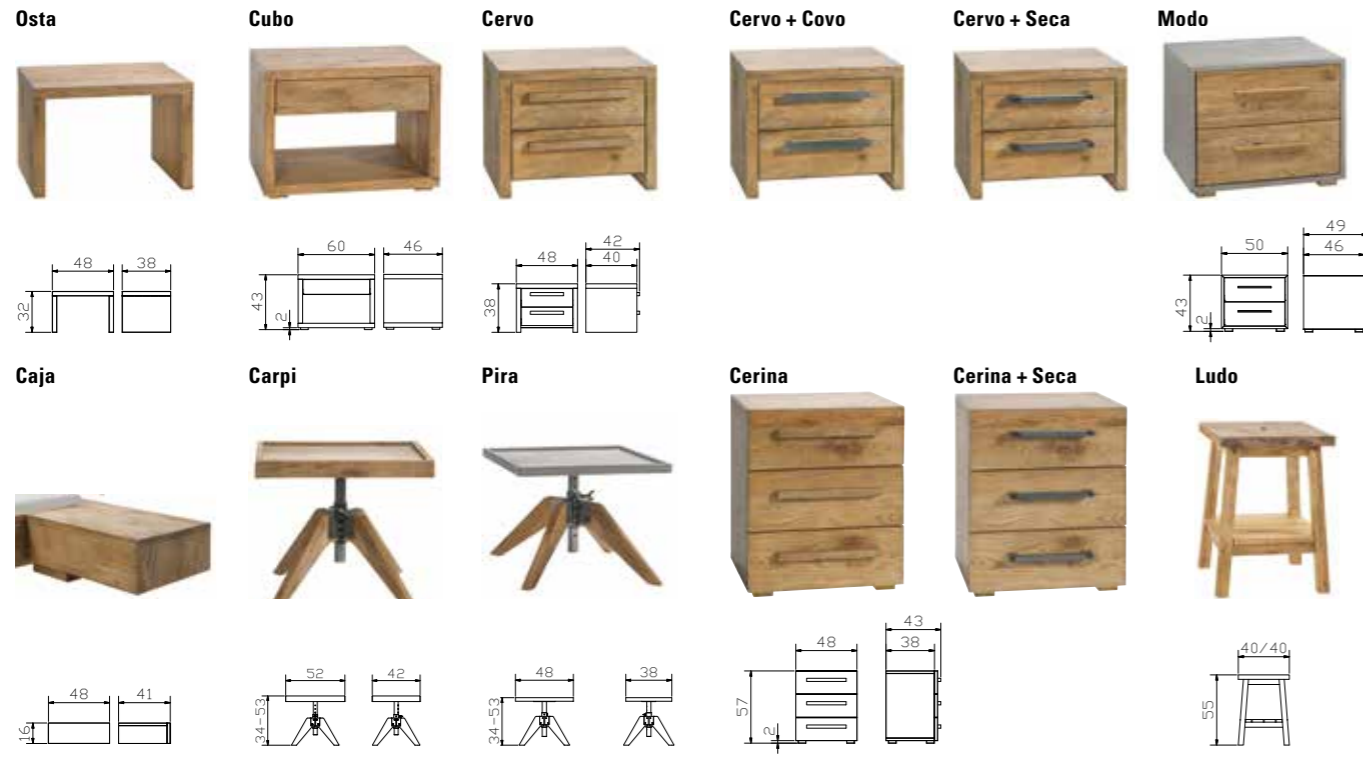 Osta
Cubo
Cervo
Cervo + Covo
Cervo + Seca
Modo
48
38
32
60
46
43
2
48
42
40
38
50
49
46
43
2
Caja
Carpi
Pira
Cerina
Cerina + Seca
Ludo
48
41
16
52
42
34-53
48
38
34-53
48
43
38
57
2
40/40
55